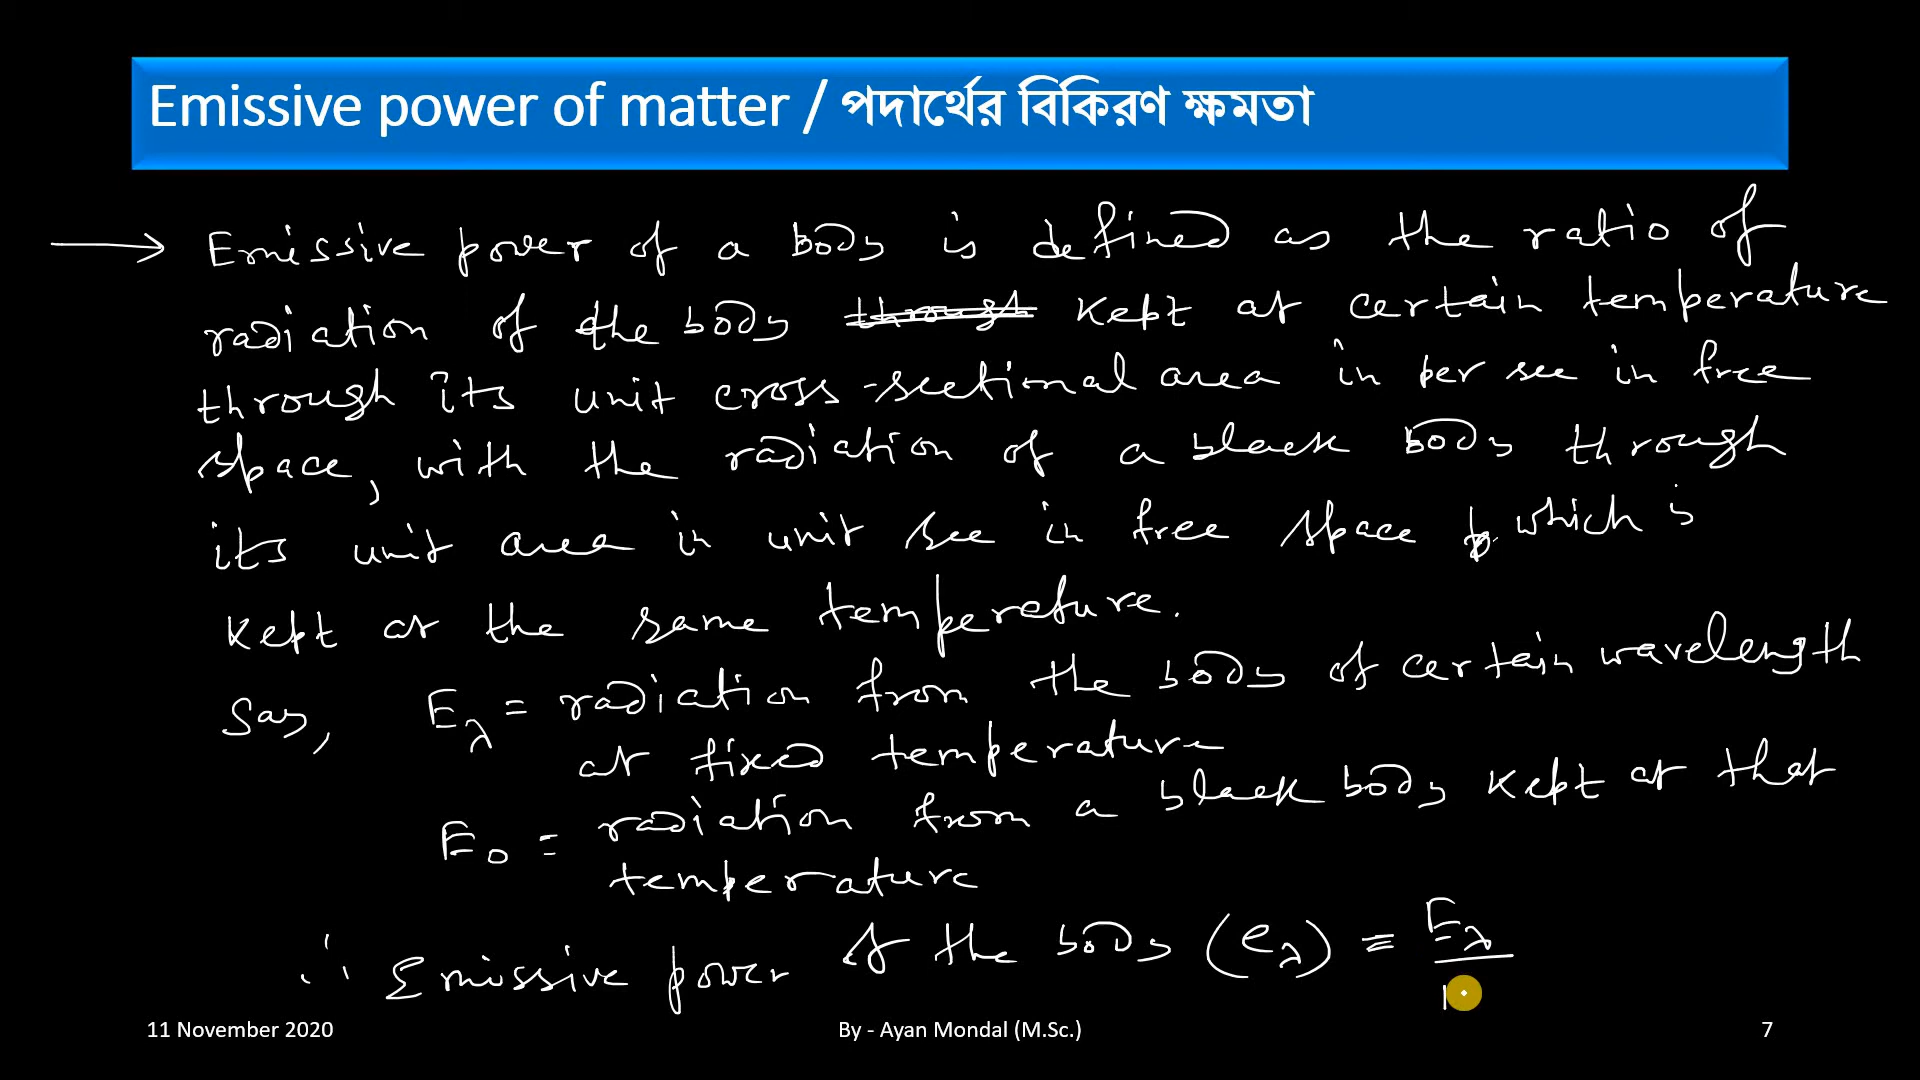 Emissive power of matter / পদার্থের বিকিরণ ক্ষমতা
→ Emissive power of a body is defined as the ratio of
radiation of the body through kept at certain temperature
through its unit cross-sectional area in per sec in free
space, with the radiation of a black body through
its unit area in unit sec in free space which is
kept at the same temperature.
Say, Eλ = radiation from the body of certain wavelength
at fixed temperature
E₀ = radiation from a black body kept at that
temperature
∴ Emissive power of the body (eλ) = Eλ
11 November 2020
By - Ayan Mondal (M.Sc.)
7